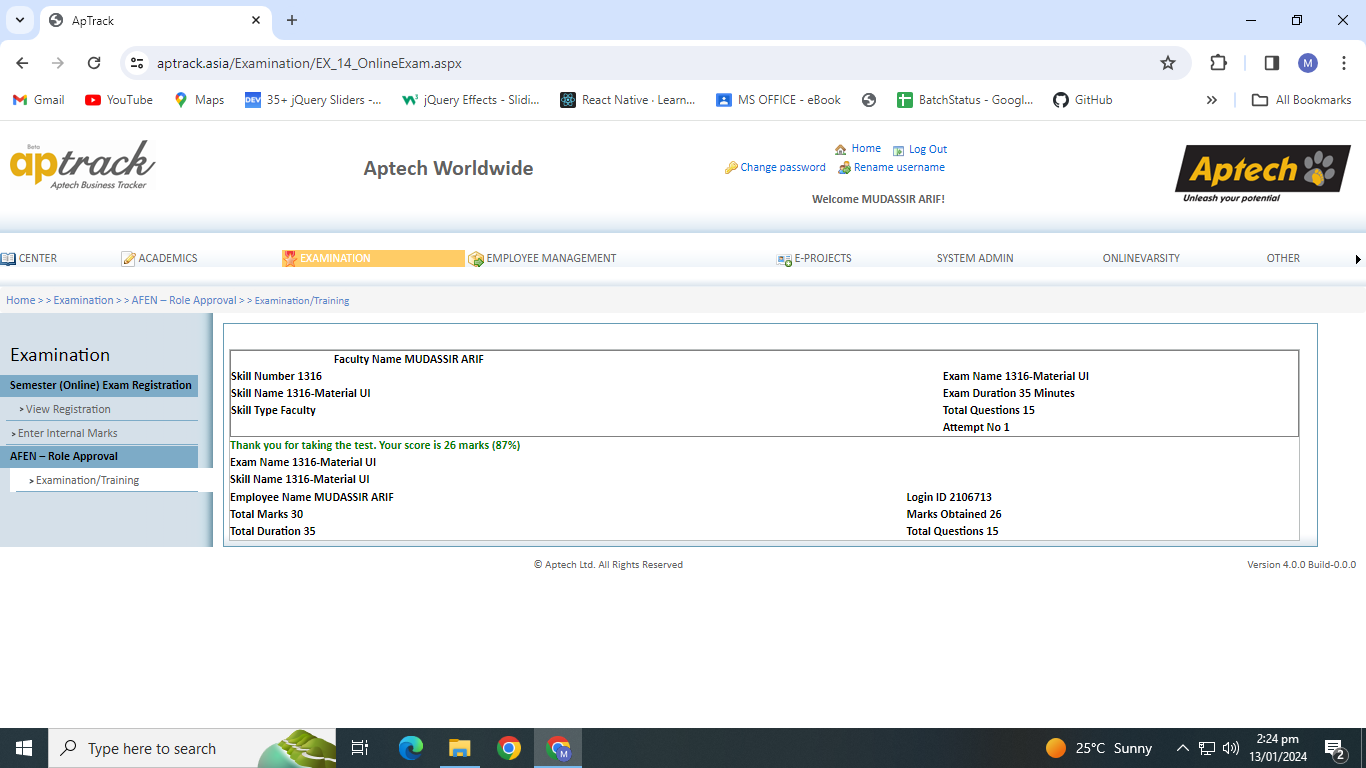 ApTrack
aptrack.asia/Examination/EX_14_OnlineExam.aspx
M
Gmail
YouTube
Maps
DEV
35+ jQuery Sliders -...
jQuery Effects - Slidi...
React Native · Learn...
MS OFFICE - eBook
BatchStatus - Googl...
GitHub
All Bookmarks
Beta
aptrack
Aptech Business Tracker
Aptech Worldwide
Home
Log Out
Change password
Rename username
Welcome MUDASSIR ARIF!
Aptech
Unleash your potential
CENTER
ACADEMICS
EXAMINATION
EMPLOYEE MANAGEMENT
E-PROJECTS
SYSTEM ADMIN
ONLINEVARSITY
OTHER
Home > > Examination > > AFEN – Role Approval > > Examination/Training
Examination
Semester (Online) Exam Registration
> View Registration
> Enter Internal Marks
AFEN – Role Approval
> Examination/Training
Faculty Name MUDASSIR ARIF
Skill Number 1316
Exam Name 1316-Material UI
Skill Name 1316-Material UI
Exam Duration 35 Minutes
Skill Type Faculty
Total Questions 15
Attempt No 1
Thank you for taking the test. Your score is 26 marks (87%)
Exam Name 1316-Material UI
Skill Name 1316-Material UI
Employee Name MUDASSIR ARIF
Login ID 2106713
Total Marks 30
Marks Obtained 26
Total Duration 35
Total Questions 15
© Aptech Ltd. All Rights Reserved
Version 4.0.0 Build-0.0.0
Type here to search
M
25°C Sunny
2:24 pm
13/01/2024
2